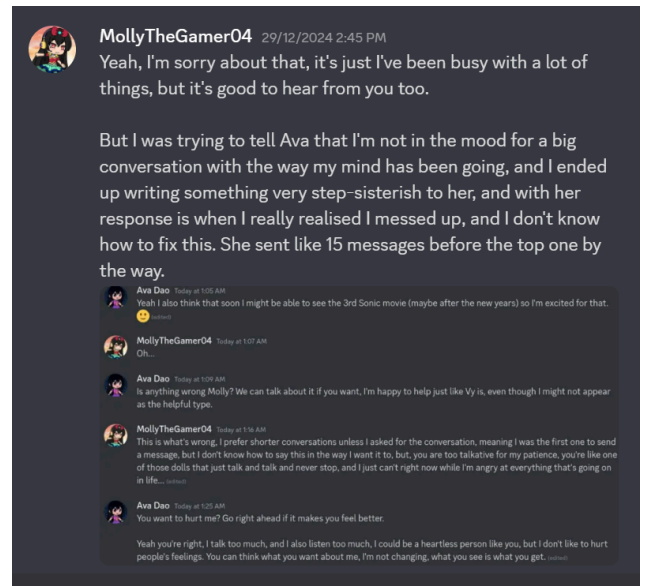 MollyTheGamer04 29/12/2024 2:45 PM
Yeah, I'm sorry about that, it's just I've been busy with a lot of
things, but it's good to hear from you too.
But I was trying to tell Ava that I'm not in the mood for a big
conversation with the way my mind has been going, and I ended
up writing something very step-sisterish to her, and with her
response is when I really realised I messed up, and I don't know
how to fix this. She sent like 15 messages before the top one by
the way.
Ava Dao Today at 1:05 AM
Yeah I also think that soon I might be able to see the 3rd Sonic movie (maybe after the new years) so I'm excited for that.
🙂 (edited)
MollyTheGamer04 Today at 1:07 AM
Oh...
Ava Dao Today at 1:09 AM
Is anything wrong Molly? We can talk about it if you want, I'm happy to help just like Vy is, even though I might not appear
as the helpful type.
MollyTheGamer04 Today at 1:16 AM
This is what's wrong, I prefer shorter conversations unless I asked for the conversation, meaning I was the first one to send
a message, but I don't know how to say this in the way I want it to, but, you are too talkative for my patience, you're like one
of those dolls that just talk and talk and never stop, and I just can't right now while I'm angry at everything that's going on
in life... (edited)
Ava Dao Today at 1:25 AM
You want to hurt me? Go right ahead if it makes you feel better.
Yeah you're right, I talk too much, and I also listen too much, I could be a heartless person like you, but I don't like to hurt
people's feelings. You can think what you want about me, I'm not changing, what you see is what you get. (edited)